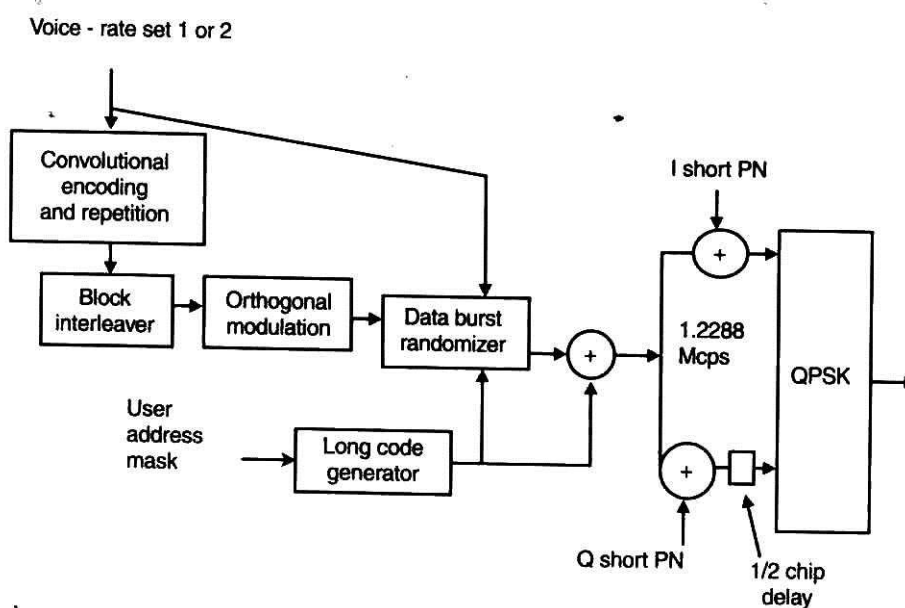 Voice - rate set 1 or 2
Convolutional
encoding
and repetition
I short PN
Block
interleaver
Orthogonal
modulation
Data burst
randomizer
+
+
1.2288
Mcps
QPSK
User
address
mask
Long code
generator
+
Q short PN
1/2 chip
delay